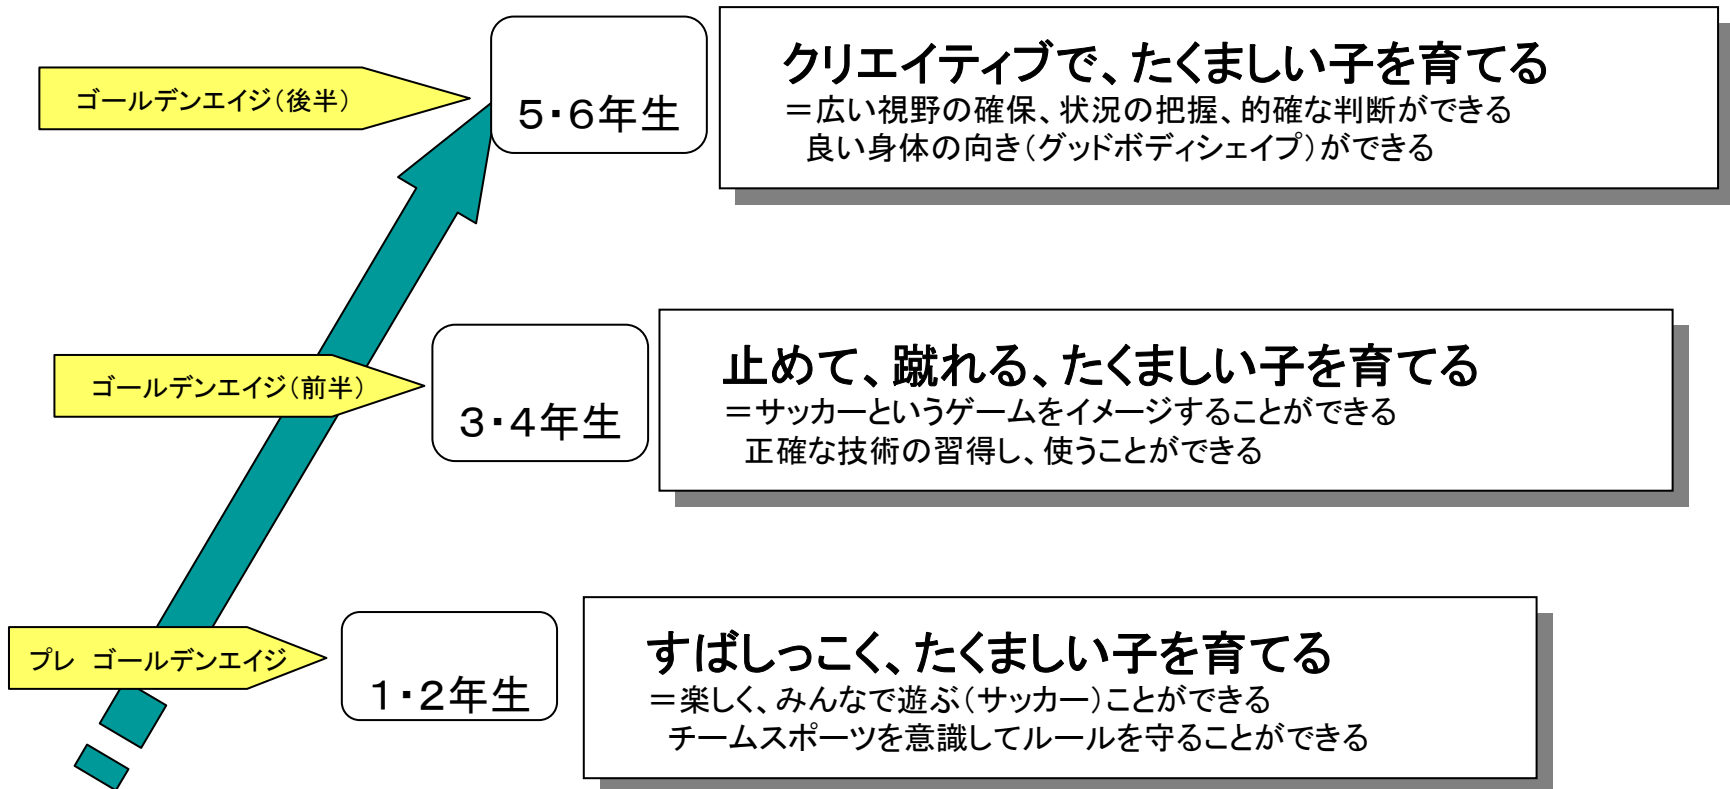 ゴールデンエイジ（後半）
５・６年生
クリエイティブで、たくましい子を育てる
＝広い視野の確保、状況の把握、的確な判断ができる
良い身体の向き（グッドボディシェイプ）ができる
ゴールデンエイジ（前半）
３・４年生
止めて、蹴れる、たくましい子を育てる
＝サッカーというゲームをイメージすることができる
正確な技術の習得し、使うことができる
プレ　ゴールデンエイジ
１・２年生
すばしっこく、たくましい子を育てる
＝楽しく、みんなで遊ぶ（サッカー）ことができる
チームスポーツを意識してルールを守ることができる